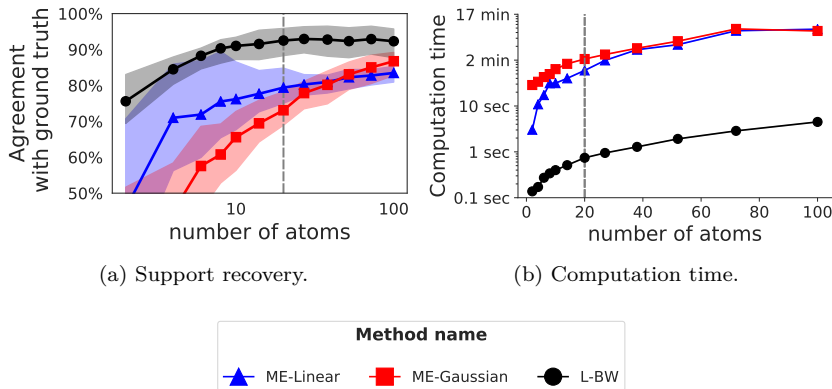 100%
90%
80%
70%
60%
50%
Agreement
with ground truth
10
100
number of atoms
(a) Support recovery.
17 min
2 min
10 sec
1 sec
0.1 sec
Computation time
0 20 40 60 80 100
number of atoms
(b) Computation time.
Method name
ME-Linear ME-Gaussian L-BW